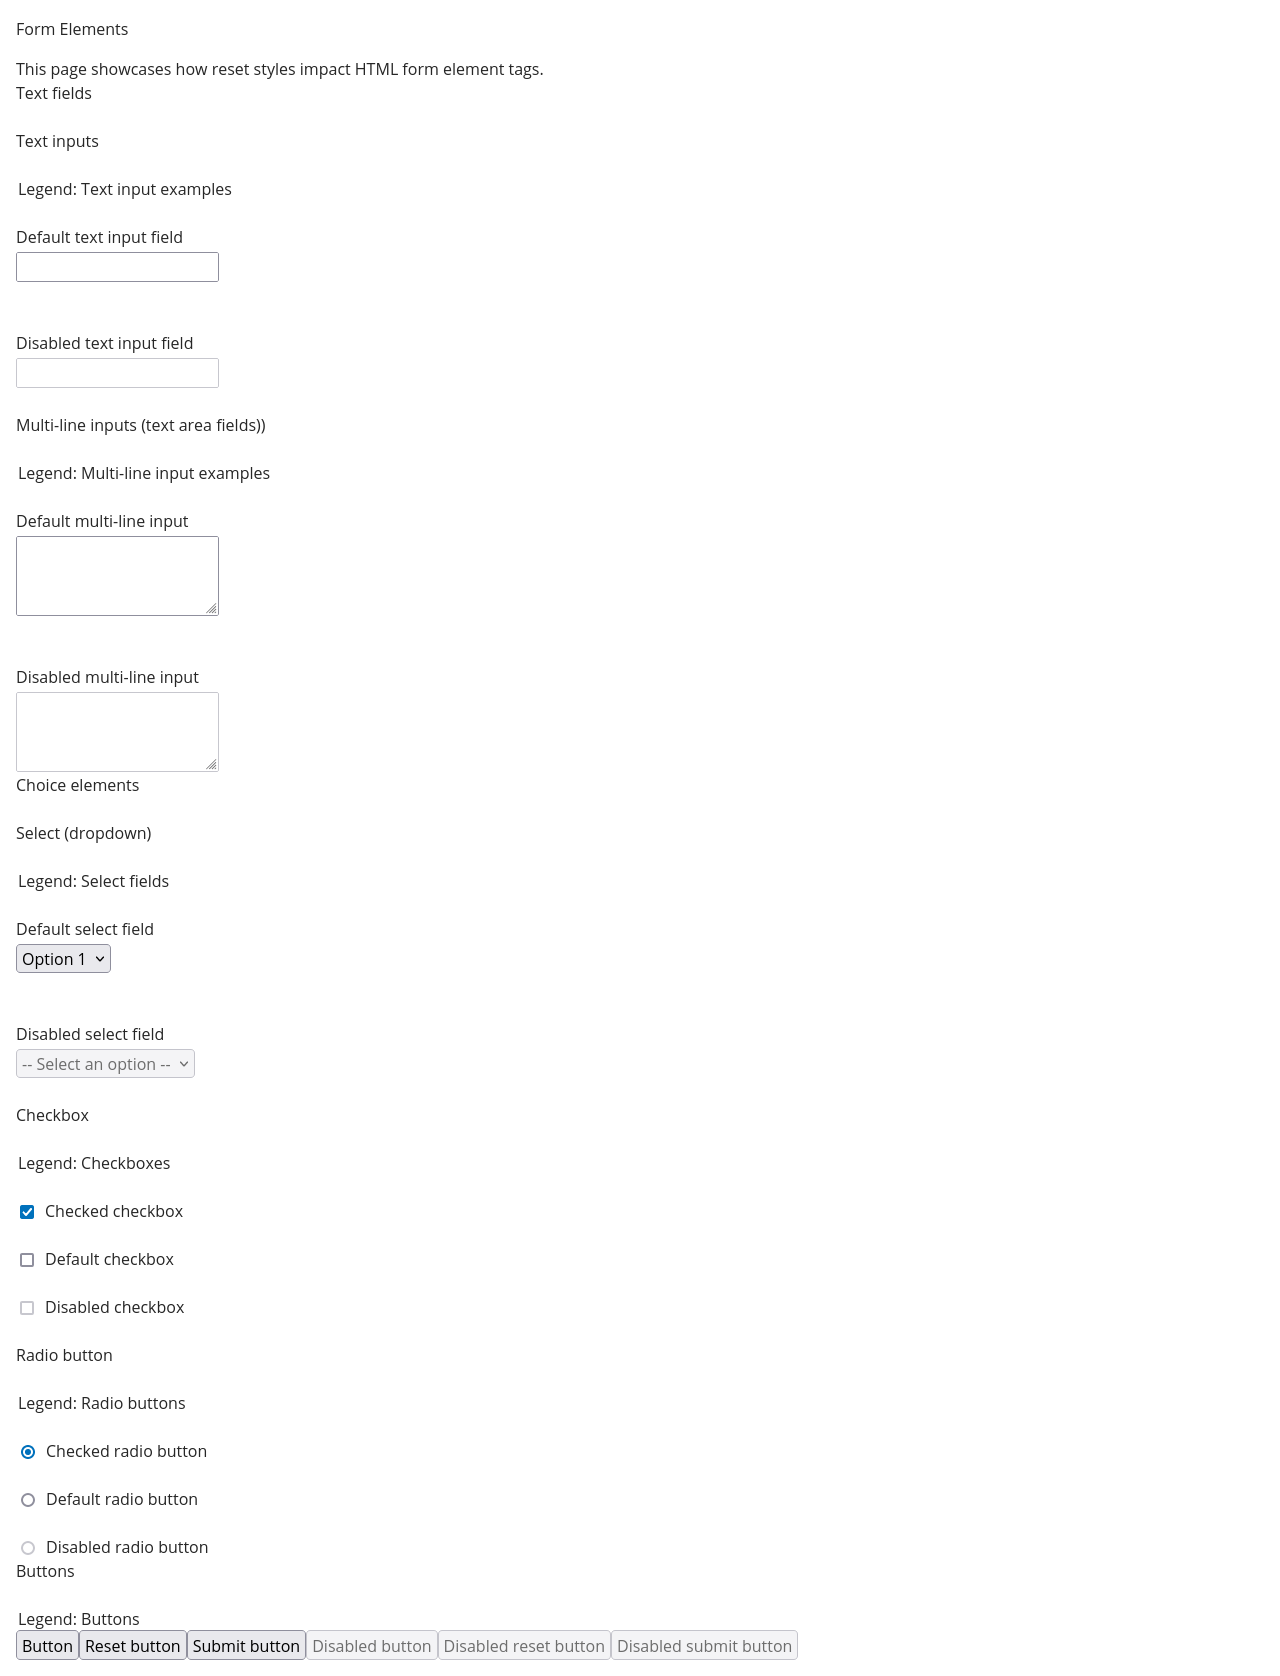 Form Elements
This page showcases how reset styles impact HTML form element tags.
Text fields
Text inputs
Legend: Text input examples
Default text input field
Disabled text input field
Multi-line inputs (text area fields))
Legend: Multi-line input examples
Default multi-line input
Disabled multi-line input
Choice elements
Select (dropdown)
Legend: Select fields
Default select field
Option 1
Disabled select field
-- Select an option --
Checkbox
Legend: Checkboxes
Checked checkbox
Default checkbox
Disabled checkbox
Radio button
Legend: Radio buttons
Checked radio button
Default radio button
Disabled radio button
Buttons
Legend: Buttons
Button Reset button Submit button Disabled button Disabled reset button Disabled submit button